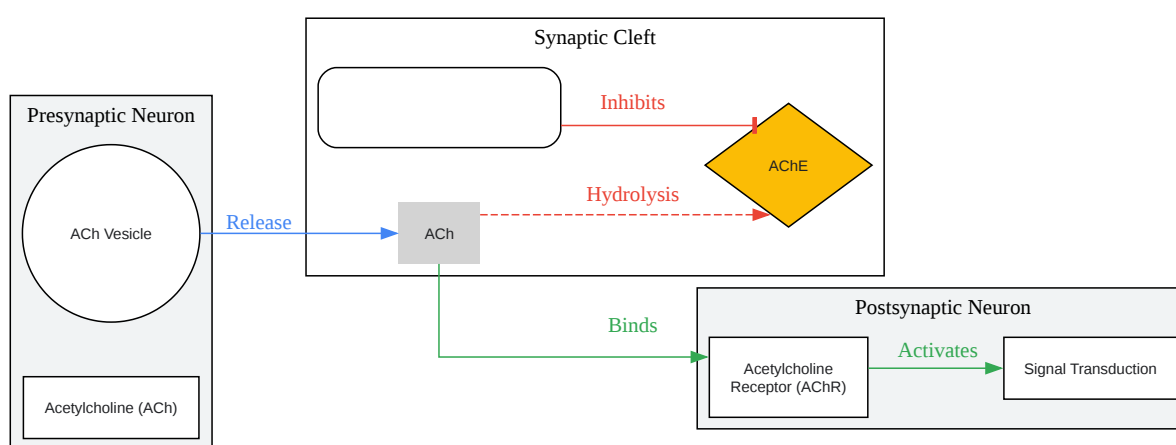 Synaptic Cleft
Presynaptic Neuron
Inhibits
AChE
Hydrolysis
ACh Vesicle
Release
ACh
Postsynaptic Neuron
Binds
Acetylcholine
Receptor (AChR)
Activates
Signal Transduction
Acetylcholine (ACh)